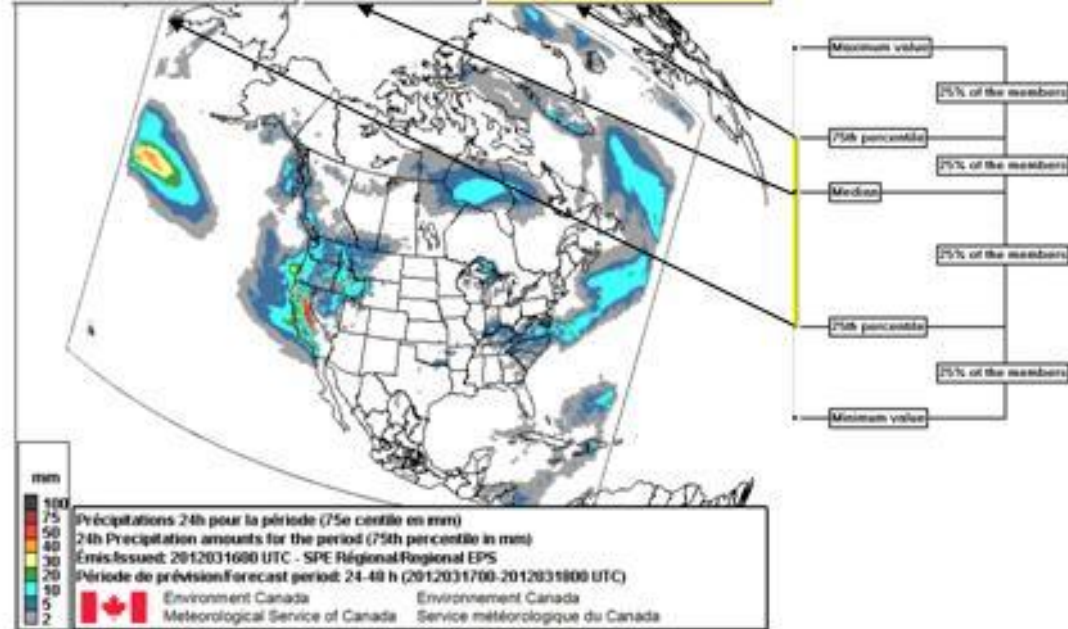 Maximum value
25% of the members
75th percentile
25% of the members
Median
25% of the members
25th percentile
25% of the members
Minimum value
mm
100
75
50
40
30
20
10
5
2
Précipitations 24h pour la période (75e centile en mm)
24h Precipitation amounts for the period (75th percentile in mm)
Émis/Issued: 2012031600 UTC - SPE Régional/Regional EPS
Période de prévision/Forecast period: 24-48 h (2012031700-2012031800 UTC)
Environment Canada Environnement Canada
Meteorological Service of Canada Service météorologique du Canada